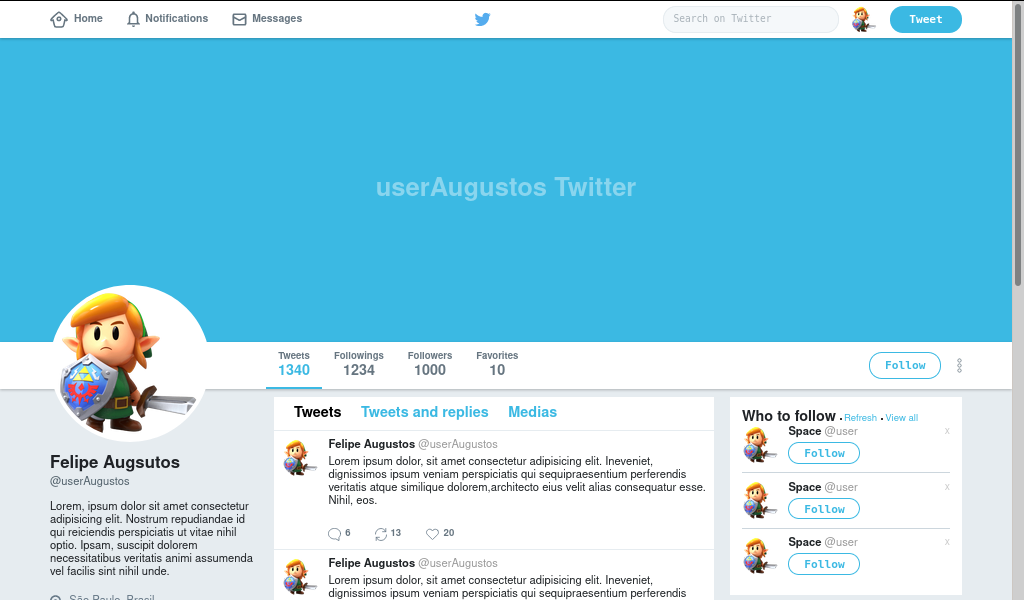 Home Notifications Messages Search on Twitter Tweet
userAugustos Twitter
Tweets Followings Followers Favorites
1340 1234 1000 10
Follow
Felipe Augsutos
@userAugustos
Lorem, ipsum dolor sit amet consectetur
adipisicing elit. Nostrum repudiandae id
qui reiciendis perspiciatis ut vitae nihil
optio. Ipsam, suscipit dolorem
necessitatibus veritatis animi assumenda
vel facilis sint nihil unde.
São Paulo, Brasil
Tweets Tweets and replies Medias
Felipe Augustos @userAugustos
Lorem ipsum dolor, sit amet consectetur adipisicing elit. Ineveniet,
dignissimos ipsum veniam perspiciatis qui sequipraesentium perferendis
veritatis atque similique dolorem,architecto eius velit alias consequatur esse.
Nihil, eos.
6 13 20
Felipe Augustos @userAugustos
Lorem ipsum dolor, sit amet consectetur adipisicing elit. Ineveniet,
dignissimos ipsum veniam perspiciatis qui sequipraesentium perferendis
Who to follow • Refresh • View all
Space @user x
Follow
Space @user x
Follow
Space @user x
Follow